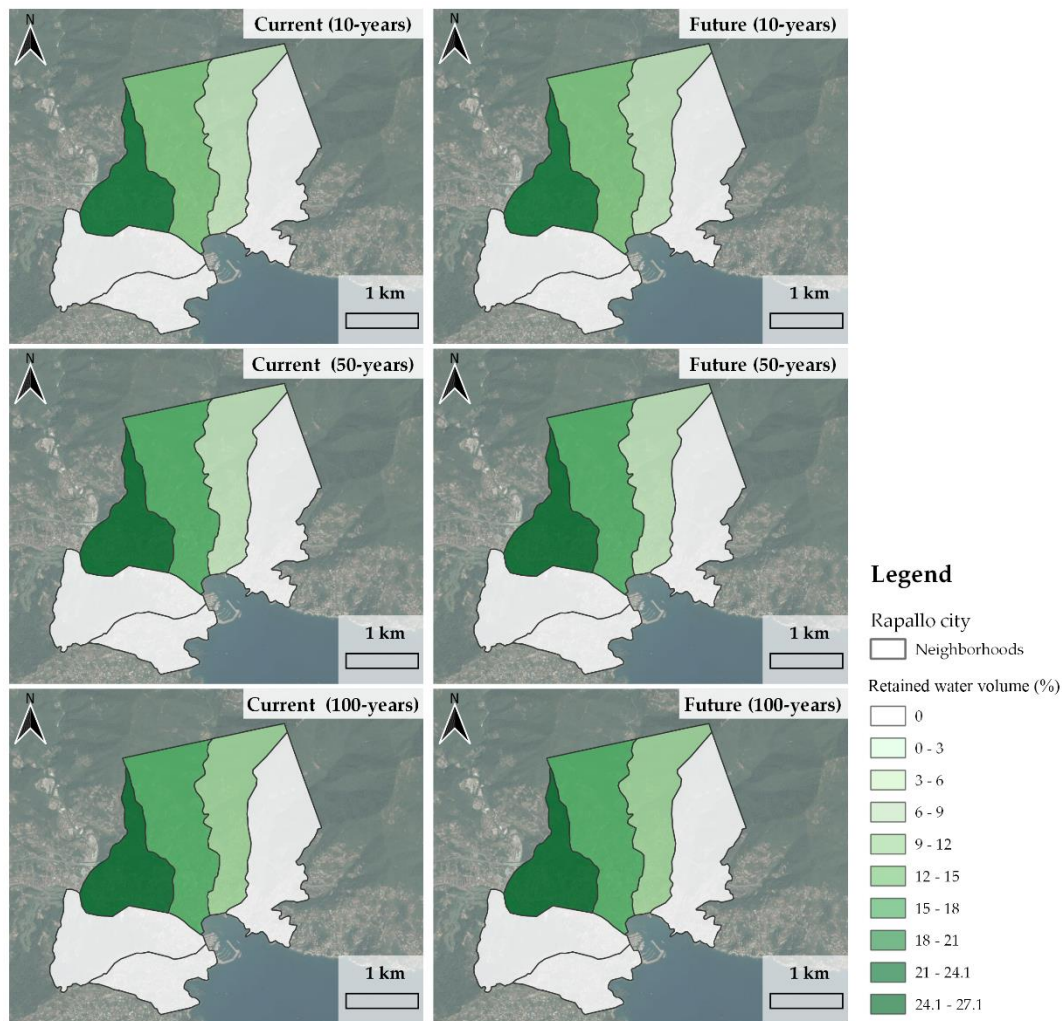 N
Current (10-years)
1 km
N
Future (10-years)
1 km
N
Current (50-years)
1 km
N
Future (50-years)
1 km
N
Current (100-years)
1 km
N
Future (100-years)
1 km
Legend
Rapallo city
Neighborhoods
Retained water volume (%)
0
0 - 3
3 - 6
6 - 9
9 - 12
12 - 15
15 - 18
18 - 21
21 - 24.1
24.1 - 27.1